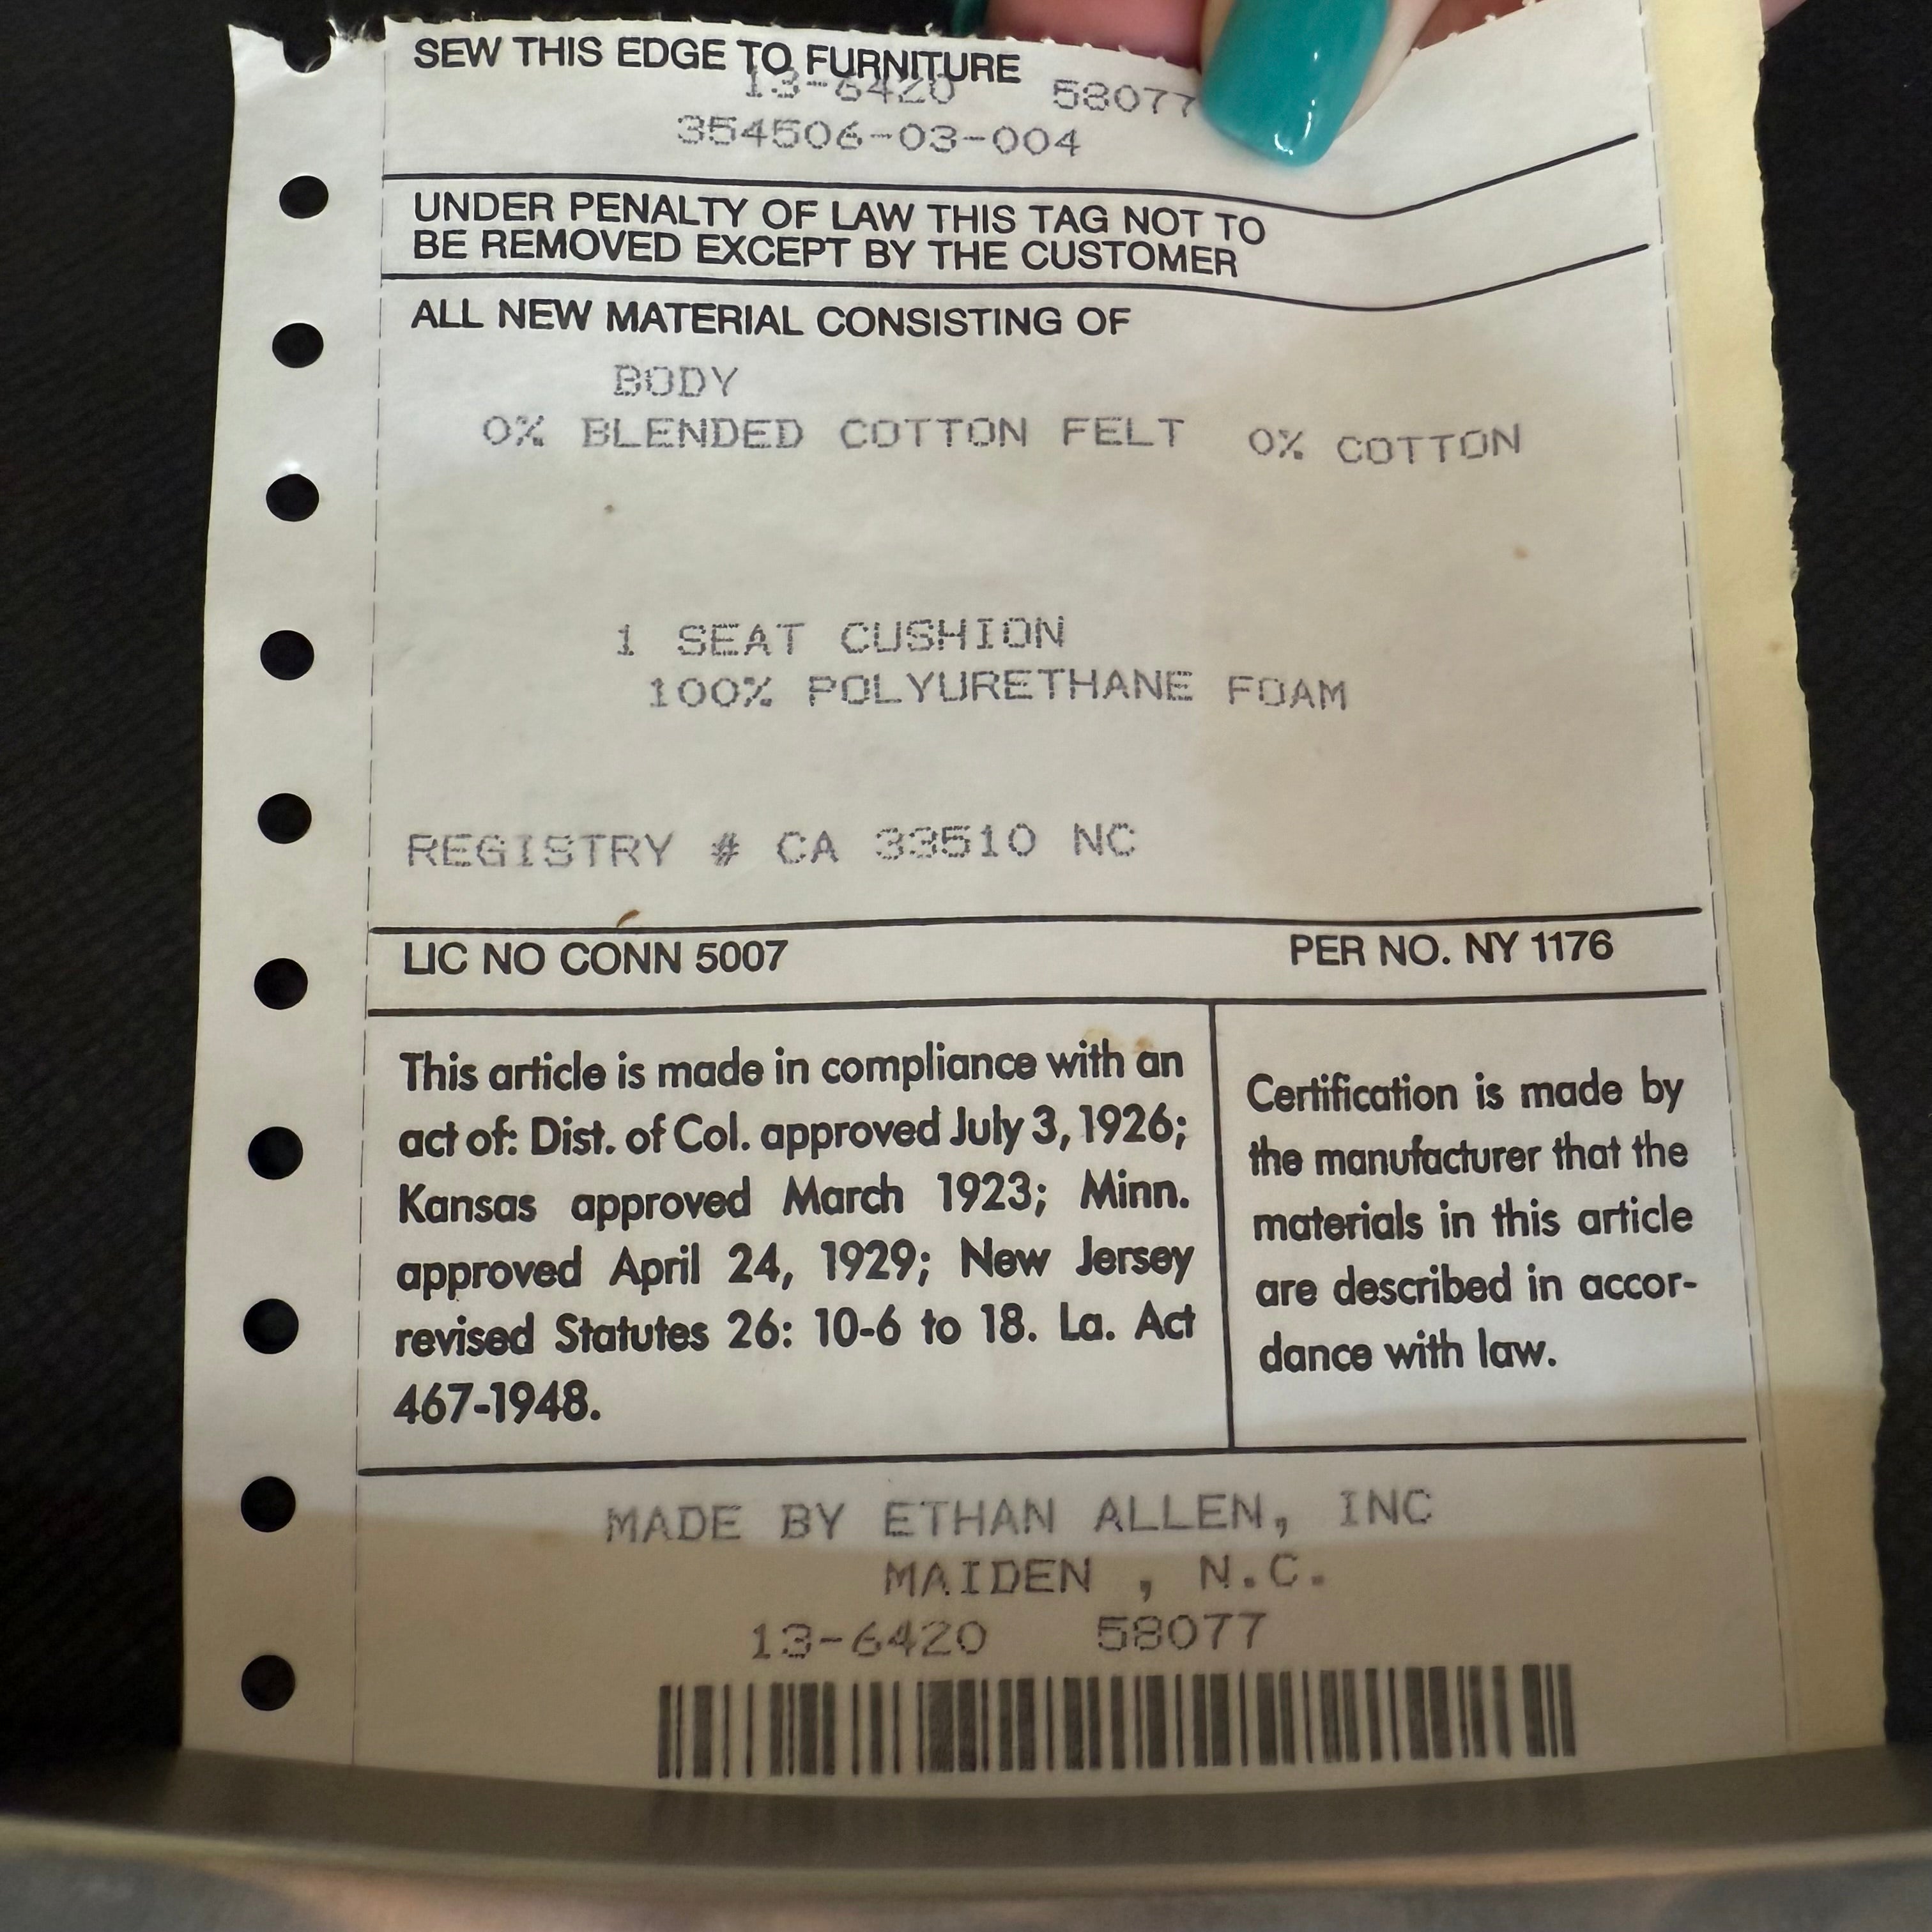 SEW THIS EDGE TO FURNITURE
13-6420 58077
354506-03-004
UNDER PENALTY OF LAW THIS TAG NOT TO
BE REMOVED EXCEPT BY THE CUSTOMER
ALL NEW MATERIAL CONSISTING OF
BODY
0% BLENDED COTTON FELT 0% COTTON
1 SEAT CUSHION
100% POLYURETHANE FOAM
REGISTRY # CA 33510 NC
LIC NO CONN 5007 PER NO. NY 1176
This article is made in compliance with an
act of: Dist. of Col. approved July 3, 1926;
Kansas approved March 1923; Minn.
approved April 24, 1929; New Jersey
revised Statutes 26: 10-6 to 18. La. Act
467-1948.
Certification is made by
the manufacturer that the
materials in this article
are described in accor-
dance with law.
MADE BY ETHAN ALLEN, INC
MAIDEN , N.C.
13-6420 58077